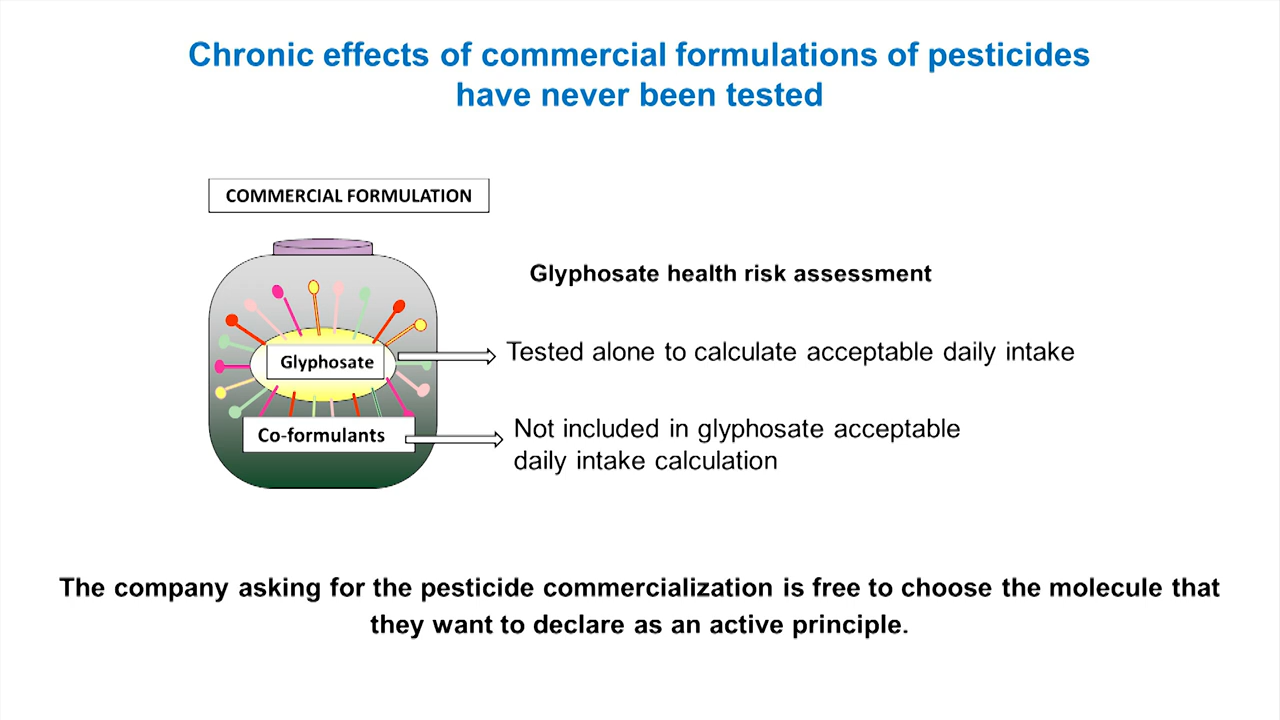 Chronic effects of commercial formulations of pesticides
have never been tested
COMMERCIAL FORMULATION
Glyphosate health risk assessment
Glyphosate
Tested alone to calculate acceptable daily intake
Co-formulants
Not included in glyphosate acceptable
daily intake calculation
The company asking for the pesticide commercialization is free to choose the molecule that
they want to declare as an active principle.